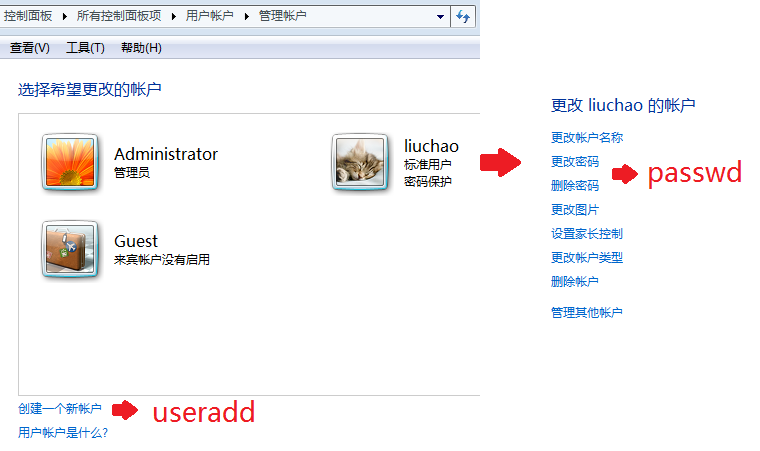 控制面板 ▸ 所有控制面板项 ▸ 用户帐户 ▸ 管理帐户
查看(V) 工具(T) 帮助(H)
选择希望更改的帐户
Administrator
管理员
liuchao
标准用户
密码保护
Guest
来宾帐户没有启用
创建一个新帐户
useradd
用户帐户是什么?
更改 liuchao 的帐户
更改帐户名称
更改密码
删除密码
passwd
更改图片
设置家长控制
更改帐户类型
删除帐户
管理其他帐户